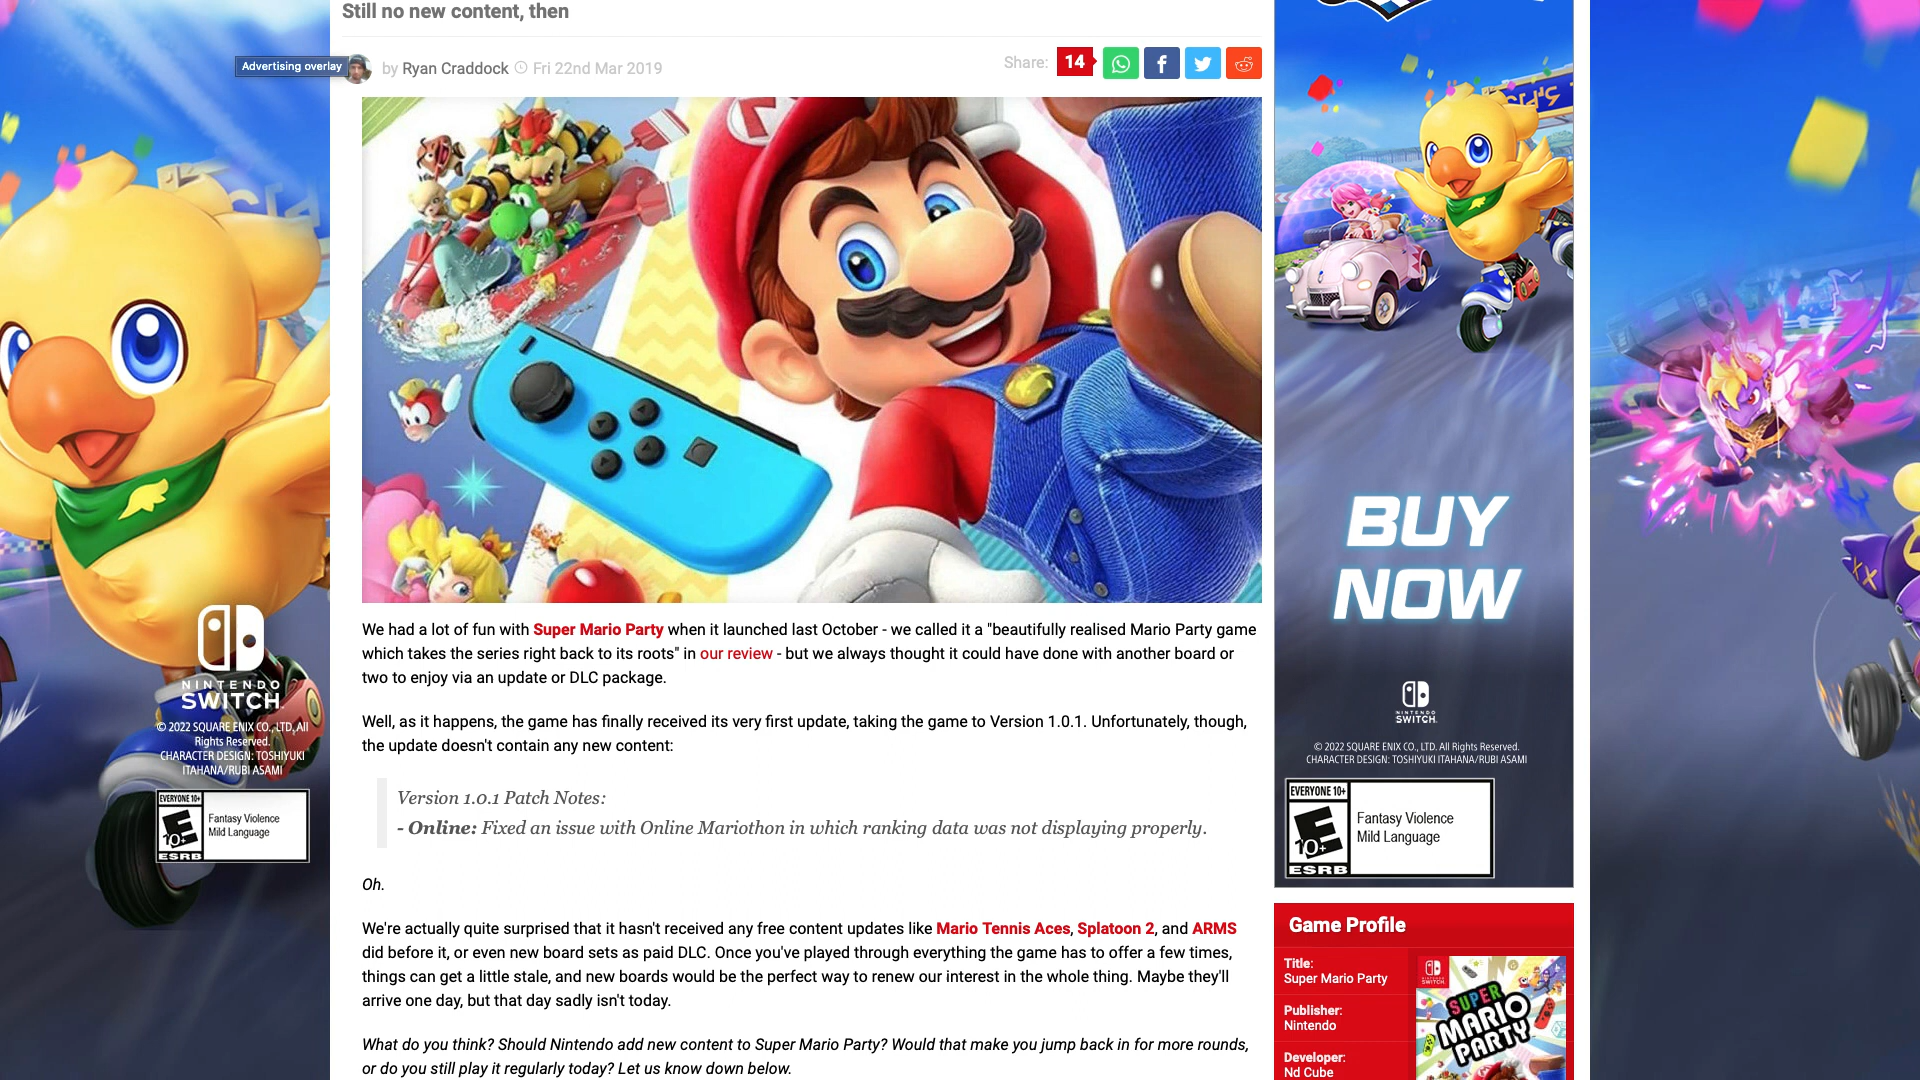 Still no new content, then
Advertising overlay
by Ryan Craddock Fri 22nd Mar 2019
Share: 14
We had a lot of fun with Super Mario Party when it launched last October - we called it a "beautifully realised Mario Party game
which takes the series right back to its roots" in our review - but we always thought it could have done with another board or
two to enjoy via an update or DLC package.
Well, as it happens, the game has finally received its very first update, taking the game to Version 1.0.1. Unfortunately, though,
the update doesn't contain any new content:
Version 1.0.1 Patch Notes:
- Online: Fixed an issue with Online Mariothon in which ranking data was not displaying properly.
Oh.
We're actually quite surprised that it hasn't received any free content updates like Mario Tennis Aces, Splatoon 2, and ARMS
did before it, or even new board sets as paid DLC. Once you've played through everything the game has to offer a few times,
things can get a little stale, and new boards would be the perfect way to renew our interest in the whole thing. Maybe they'll
arrive one day, but that day sadly isn't today.
What do you think? Should Nintendo add new content to Super Mario Party? Would that make you jump back in for more rounds,
or do you still play it regularly today? Let us know down below.
NINTENDO
SWITCH
© 2022 SQUARE ENIX CO., LTD, All
Rights Reserved.
CHARACTER DESIGN: TOSHIYUKI
ITAHANA/RUBI ASAMI
EVERYONE 10+
E
10+
ESRB
Fantasy Violence
Mild Language
BUY
NOW
NINTENDO
SWITCH
© 2022 SQUARE ENIX CO., LTD. All Rights Reserved.
CHARACTER DESIGN: TOSHIYUKI ITAHANA/RUBI ASAMI
EVERYONE 10+
E
10+
ESRB
Fantasy Violence
Mild Language
Game Profile
Title:
Super Mario Party
Publisher:
Nintendo
Developer:
Nd Cube
NINTENDO
SWITCH
SUPER
MARIO
PARTY